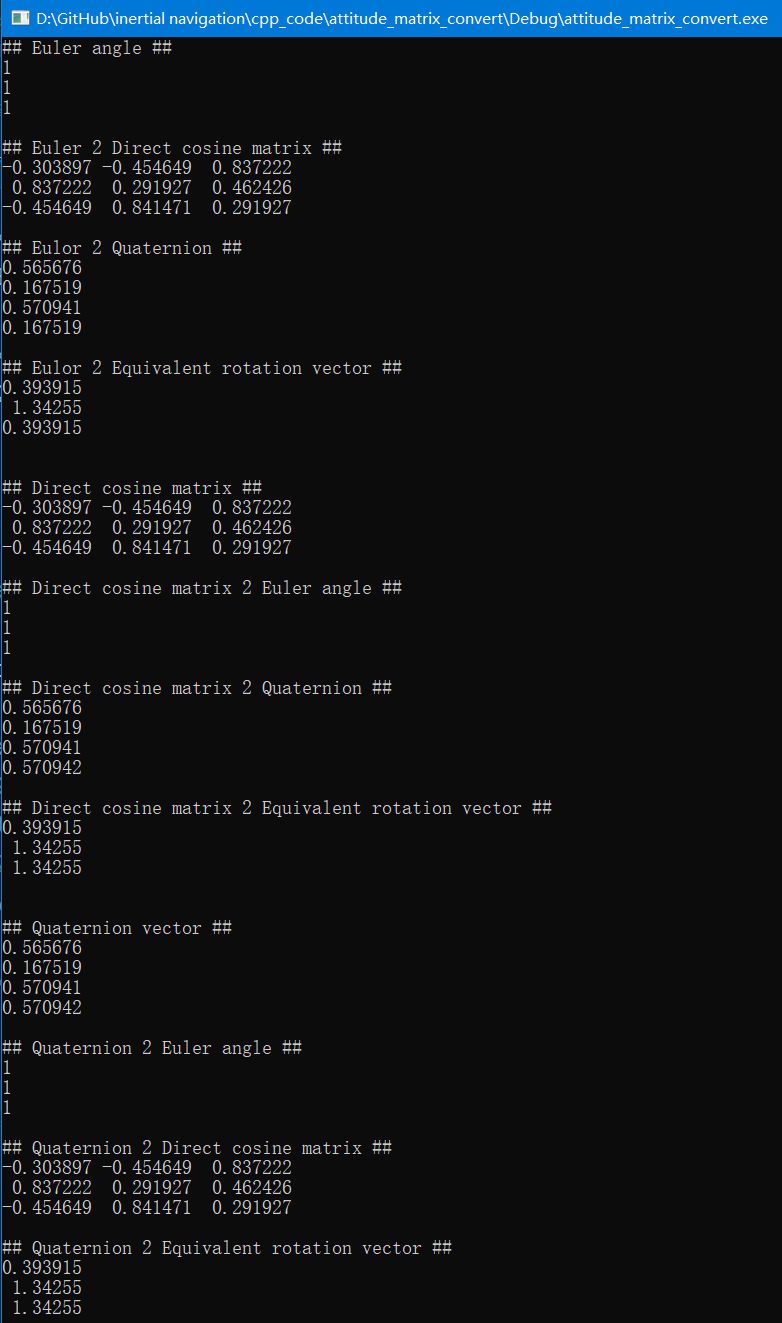 D:\GitHub\inertial navigation\cpp_code\attitude_matrix_convert\Debug\attitude_matrix_convert.exe
## Euler angle ##
1
1
1
## Euler 2 Direct cosine matrix ##
-0.303897 -0.454649  0.837222
 0.837222  0.291927  0.462426
-0.454649  0.841471  0.291927
## Eulor 2 Quaternion ##
0.565676
0.167519
0.570941
0.167519
## Eulor 2 Equivalent rotation vector ##
0.393915
 1.34255
0.393915
## Direct cosine matrix ##
-0.303897 -0.454649  0.837222
 0.837222  0.291927  0.462426
-0.454649  0.841471  0.291927
## Direct cosine matrix 2 Euler angle ##
1
1
1
## Direct cosine matrix 2 Quaternion ##
0.565676
0.167519
0.570941
0.570942
## Direct cosine matrix 2 Equivalent rotation vector ##
0.393915
 1.34255
 1.34255
## Quaternion vector ##
0.565676
0.167519
0.570941
0.570942
## Quaternion 2 Euler angle ##
1
1
1
## Quaternion 2 Direct cosine matrix ##
-0.303897 -0.454649  0.837222
 0.837222  0.291927  0.462426
-0.454649  0.841471  0.291927
## Quaternion 2 Equivalent rotation vector ##
0.393915
 1.34255
 1.34255